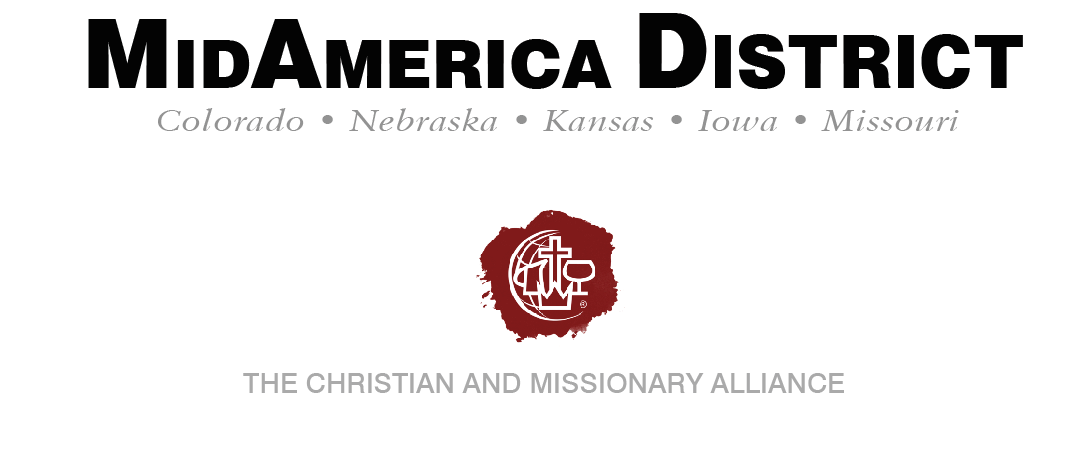 MIDAMERICA DISTRICT
Colorado • Nebraska • Kansas • Iowa • Missouri
®
THE CHRISTIAN AND MISSIONARY ALLIANCE